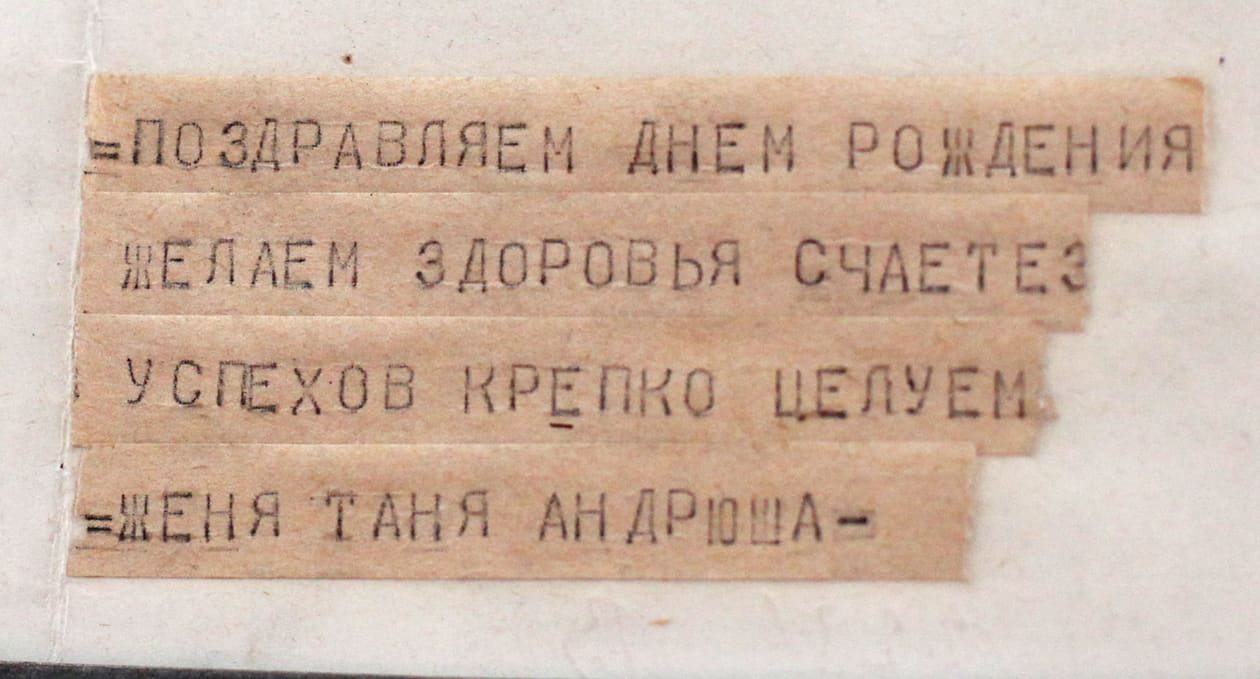 =ПОЗДРАВЛЯЕМ ДНЕМ РОЖДЕНИЯ
ЖЕЛАЕМ ЗДОРОВЬЯ СЧАЕТЕЗ
УСПЕХОВ КРЕПКО ЦЕЛУЕМ
=ЖЕНЯ ТАНЯ АНДРЮША-